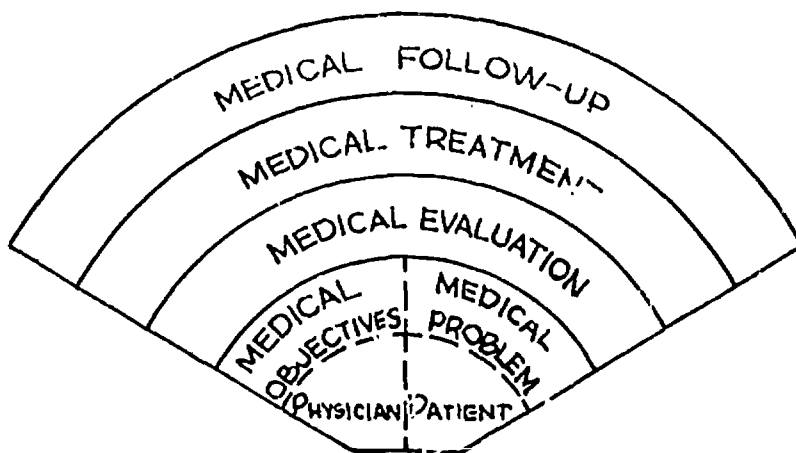 MEDICAL FOLLOW-UP
MEDICAL TREATMENT
MEDICAL EVALUATION
MEDICAL OBJECTIVES
MEDICAL PROBLEM
PHYSICIAN
PATIENT